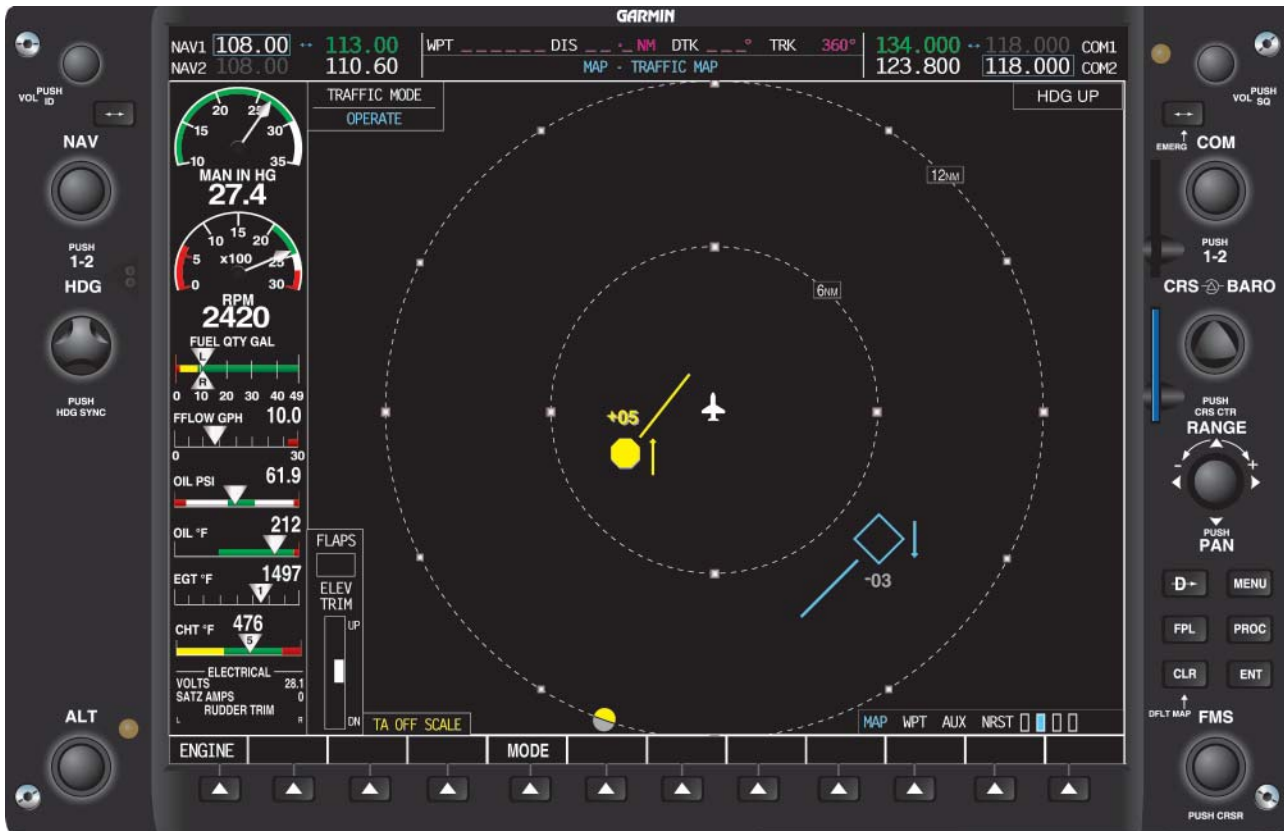 GARMIN
NAV1 108.00 ↔ 113.00 WPT _ _ _ _ _ _ DIS _ _ . _ NM DTK _ _ _° TRK 360° 134.000 ↔ 118.000 COM1
NAV2 108.00 110.60 MAP - TRAFFIC MAP 123.800 118.000 COM2
TRAFFIC MODE
OPERATE
HDG UP
VOL PUSH ID
NAV
PUSH
1-2
HDG
PUSH
HDG SYNC
ALT
10 15 20 25 30 35
MAN IN HG
27.4
0 5 10 15 20 25 30
x100
RPM
2420
FUEL QTY GAL
L
R
0 10 20 30 40 49
FFLOW GPH 10.0
0 30
OIL PSI 61.9
OIL °F 212
EGT °F 1497
1
CHT °F 476
5
ELECTRICAL
VOLTS 28.1
SATZ AMPS 0
RUDDER TRIM
L R
FLAPS
ELEV
TRIM
UP
DN
12NM
6NM
+05
-03
TA OFF SCALE
MAP WPT AUX NRST
ENGINE MODE
VOL PUSH SQ
EMERG COM
PUSH
1-2
CRS BARO
PUSH
CRS CTR
RANGE
- +
PUSH
PAN
D MENU
FPL PROC
CLR ENT
DFLT MAP FMS
PUSH CRSR